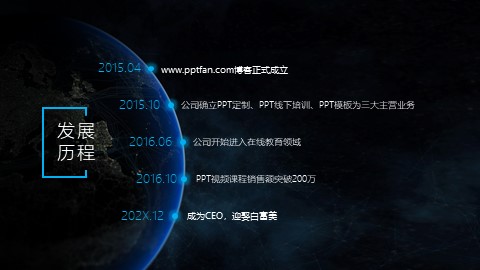 2015.04 www.pptfan.com博客正式成立
2015.10 公司确立PPT定制、PPT线下培训、PPT模板为三大主营业务
发展
历程
2016.06 公司开始进入在线教育领域
2016.10 PPT视频课程销售额突破200万
202X.12 成为CEO，迎娶白富美